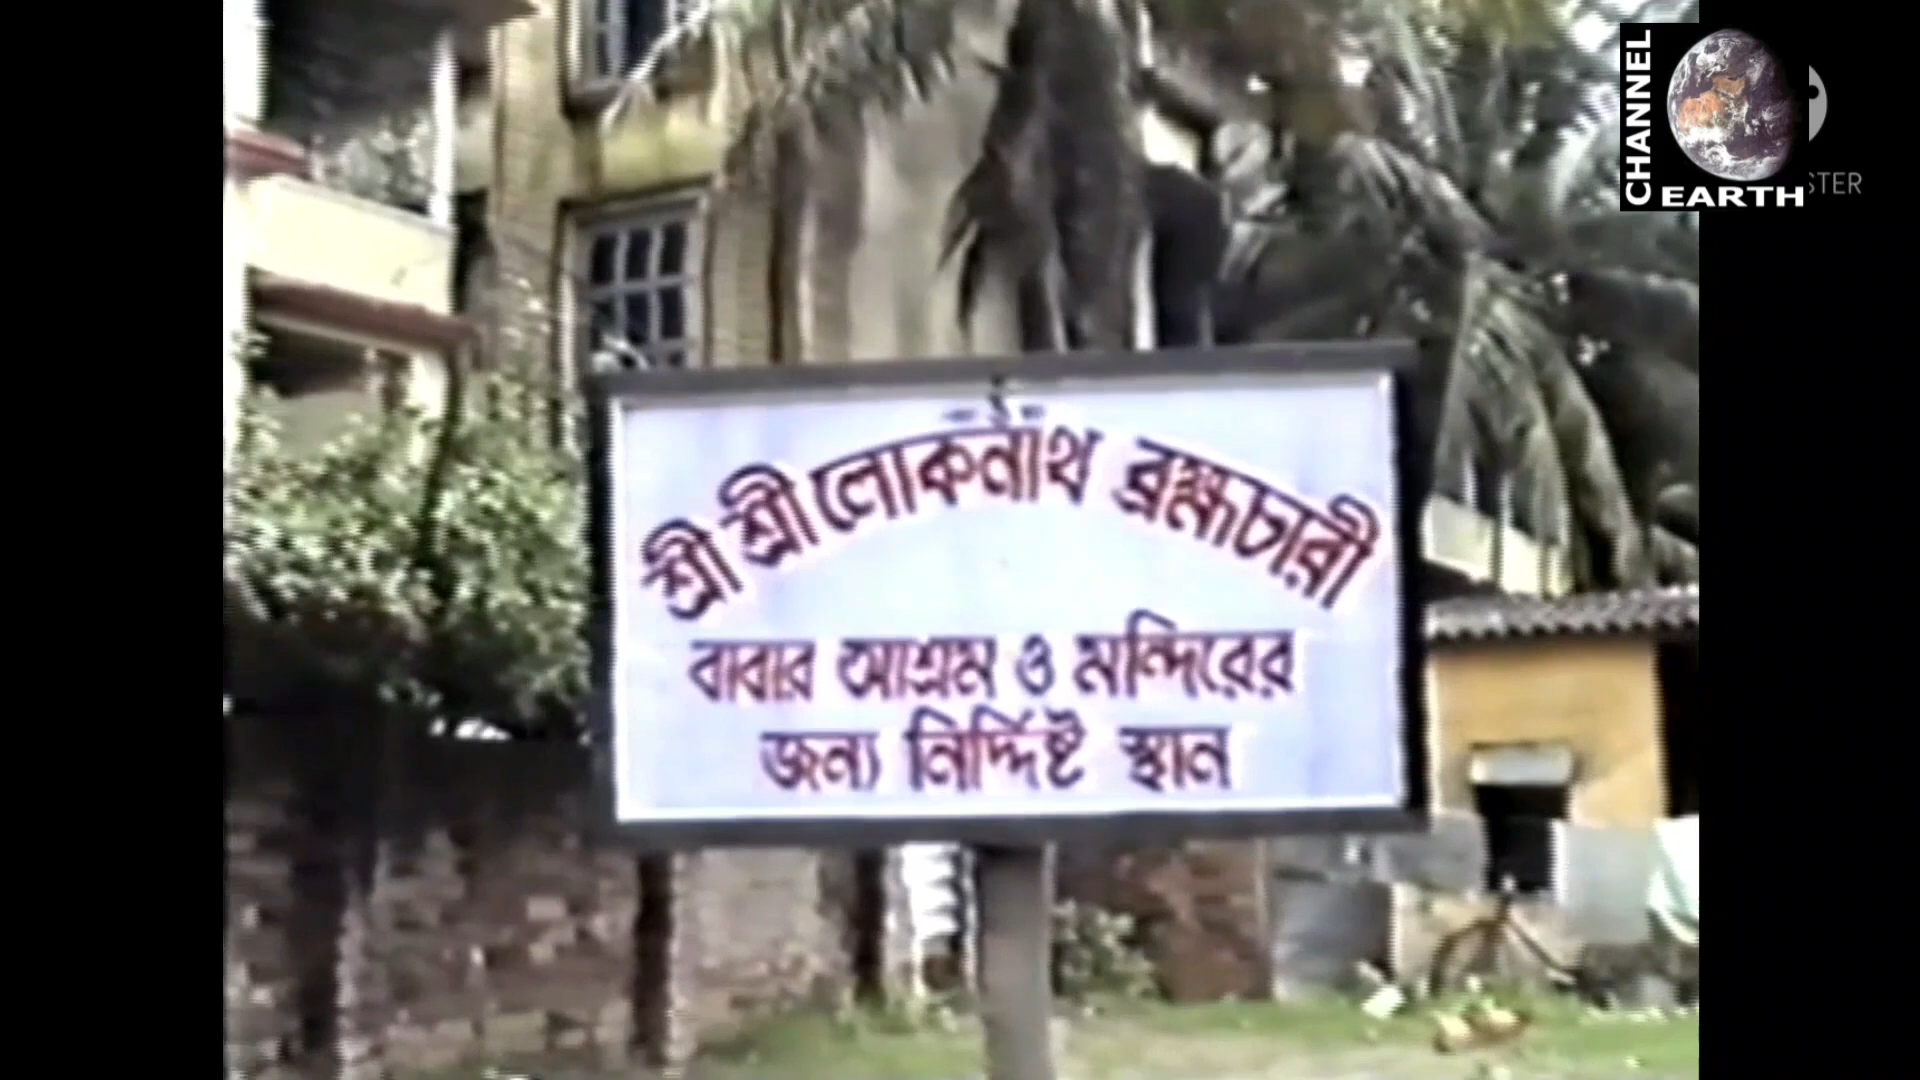 শ্রী শ্রী লোকনাথ ব্রহ্মচারী
বাবার আশ্রম ও মন্দিরের
জন্য নির্দ্দিষ্ট স্থান
CHANNEL
EARTH